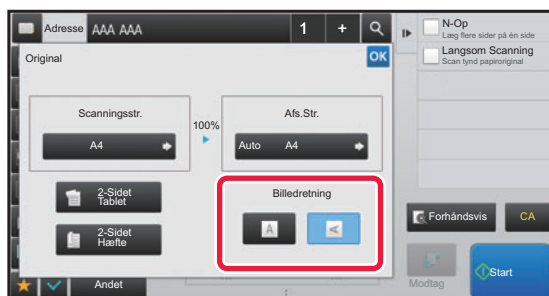 Adresse AAA AAA 1 +
N-Op
Læg flere sider på én side
Original OK
Langsom Scanning
Scan tynd papiroriginal
Scanningsstr. 100% Afs.Str.
A4 Auto A4
2-Sidet
Tablet
Billedretning
A A
2-Sidet
Hæfte
Forhåndsvis CA
Andet
Modtag
Start